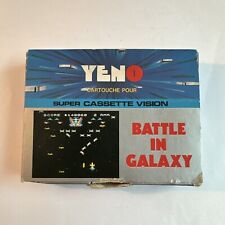 YENO
CARTOUCHE POUR
SUPER CASSETTE VISION
BATTLE
IN
GALAXY